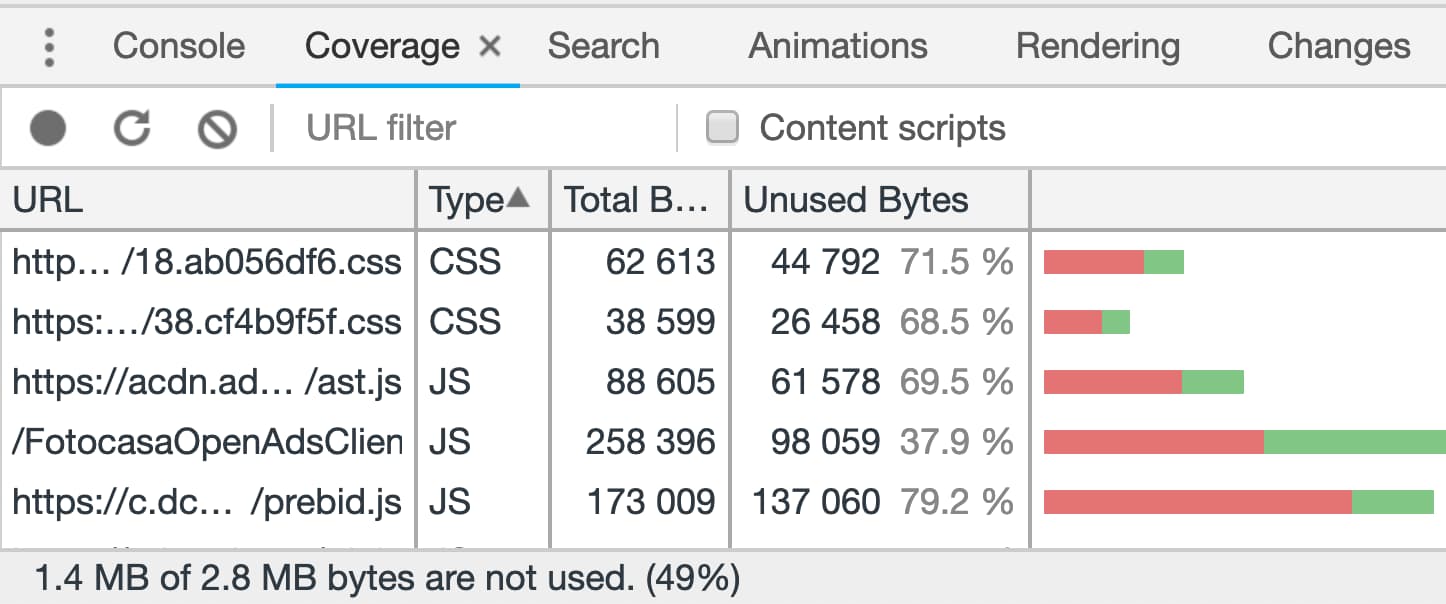 Console Coverage × Search Animations Rendering Changes
URL filter Content scripts
URL Type▲ Total B... Unused Bytes
http... /18.ab056df6.css CSS 62 613 44 792 71.5 %
https:.../38.cf4b9f5f.css CSS 38 599 26 458 68.5 %
https://acdn.ad... /ast.js JS 88 605 61 578 69.5 %
/FotocasaOpenAdsClien JS 258 396 98 059 37.9 %
https://c.dc... /prebid.js JS 173 009 137 060 79.2 %
1.4 MB of 2.8 MB bytes are not used. (49%)